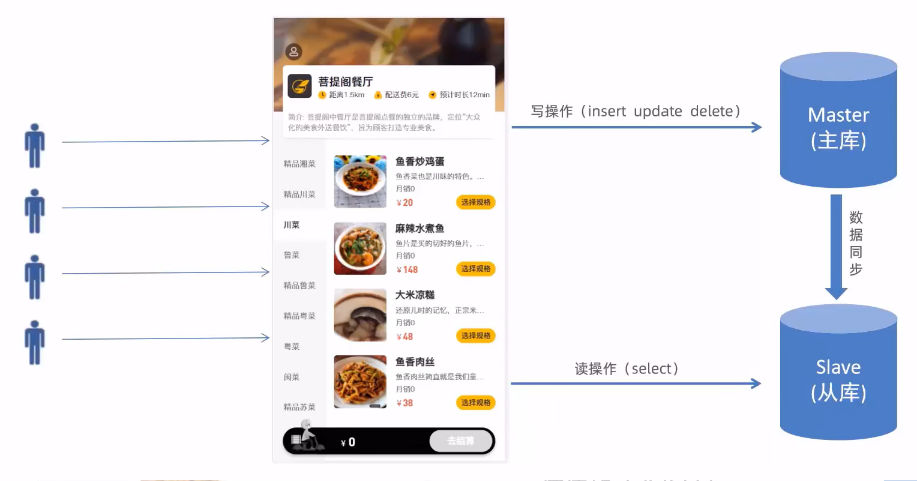 菩提阁餐厅
距离1.5km 配送费6元 预计时长12min
简介: 菩提阁中餐厅是菩提阁点餐的独立的品牌，定位“大众
化的美食外送餐饮”，旨为顾客打造专业美食。
精品湘菜
精品川菜
川菜
鲁菜
精品鲁菜
精品粤菜
粤菜
闽菜
精品苏菜
鱼香炒鸡蛋
鱼香菜也是川味的特色。...
月销0
¥20
选择规格
麻辣水煮鱼
鱼片是买的切好的鱼片，...
月销0
¥148
选择规格
大米凉糕
还原儿时的记忆，正宗米...
月销0
¥48
选择规格
鱼香肉丝
鱼香肉丝简直就是我们童...
月销0
¥38
选择规格
¥ 0
去结算
写操作（insert update delete）
读操作（select）
Master
(主库)
数
据
同
步
Slave
(从库)